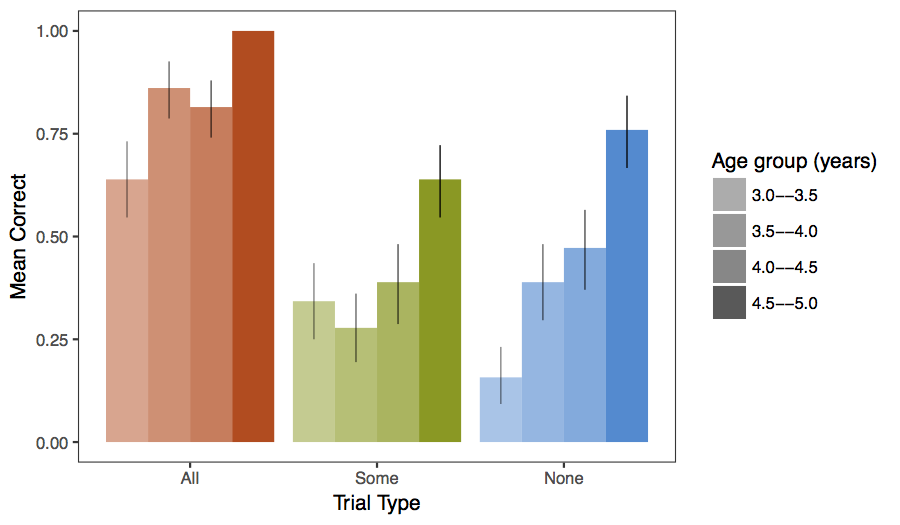 1.00
0.75
0.50
0.25
0.00
Mean Correct
All Some None
Trial Type
Age group (years)
3.0−−3.5
3.5−−4.0
4.0−−4.5
4.5−−5.0